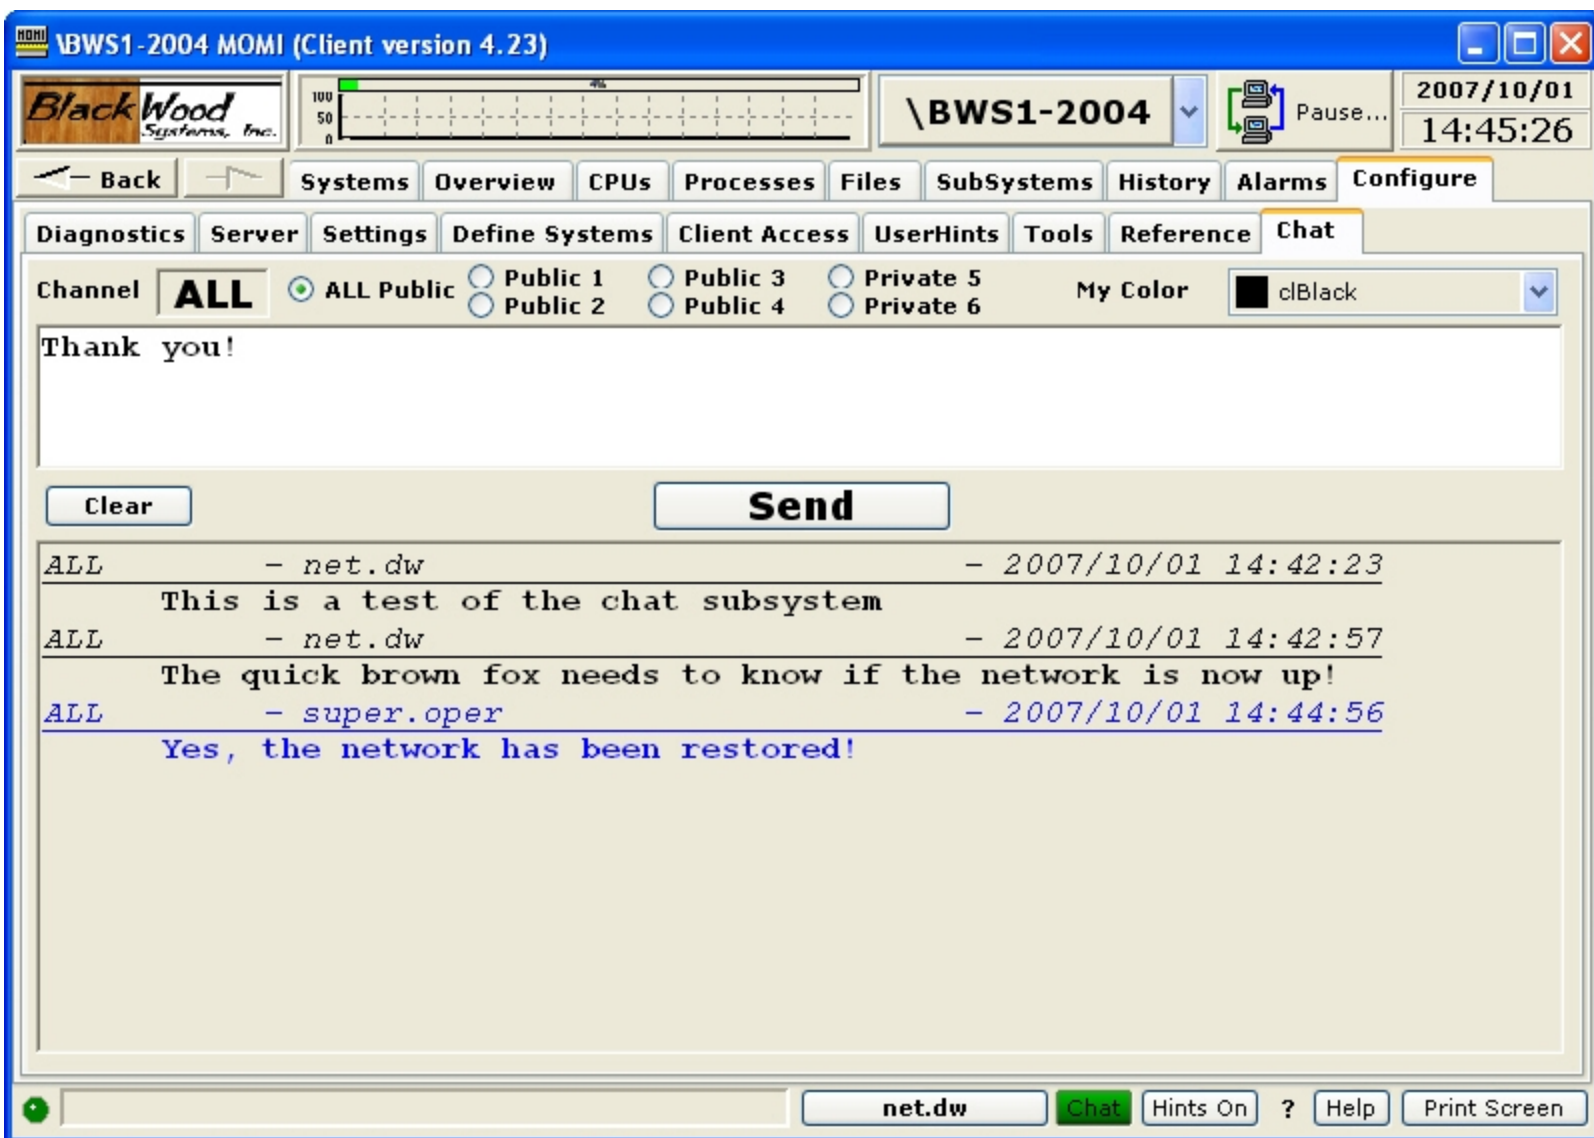 MOMI \BWS1-2004 MOMI (Client version 4.23)
BlackWood Systems, Inc.
4%
100
50
0
\BWS1-2004
Pause...
2007/10/01
14:45:26
Back Systems Overview CPUs Processes Files SubSystems History Alarms Configure
Diagnostics Server Settings Define Systems Client Access UserHints Tools Reference Chat
Channel ALL ALL Public Public 1 Public 3 Private 5 My Color clBlack
Public 2 Public 4 Private 6
Thank you!
Clear Send
ALL - net.dw - 2007/10/01 14:42:23
This is a test of the chat subsystem
ALL - net.dw - 2007/10/01 14:42:57
The quick brown fox needs to know if the network is now up!
ALL - super.oper - 2007/10/01 14:44:56
Yes, the network has been restored!
net.dw Chat Hints On ? Help Print Screen